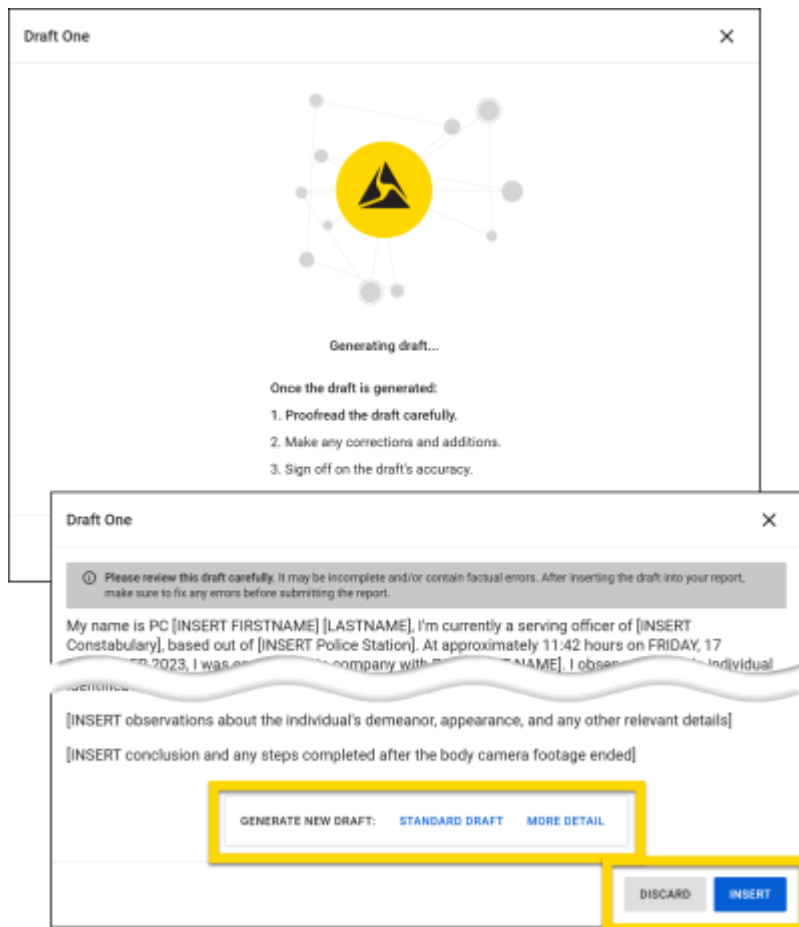 Draft One
Generating draft...
Once the draft is generated:
1. Proofread the draft carefully.
2. Make any corrections and additions.
3. Sign off on the draft's accuracy.
Draft One
Please review this draft carefully. It may be incomplete and/or contain factual errors. After inserting the draft into your report,
make sure to fix any errors before submitting the report.
My name is PC [INSERT FIRSTNAME] [LASTNAME], I'm currently a serving officer of [INSERT
Constabulary], based out of [INSERT Police Station]. At approximately 11:42 hours on FRIDAY, 17
2023, I was company with NAME]. I individual
[INSERT observations about the individual's demeanor, appearance, and any other relevant details]
[INSERT conclusion and any steps completed after the body camera footage ended]
GENERATE NEW DRAFT: STANDARD DRAFT MORE DETAIL
DISCARD INSERT